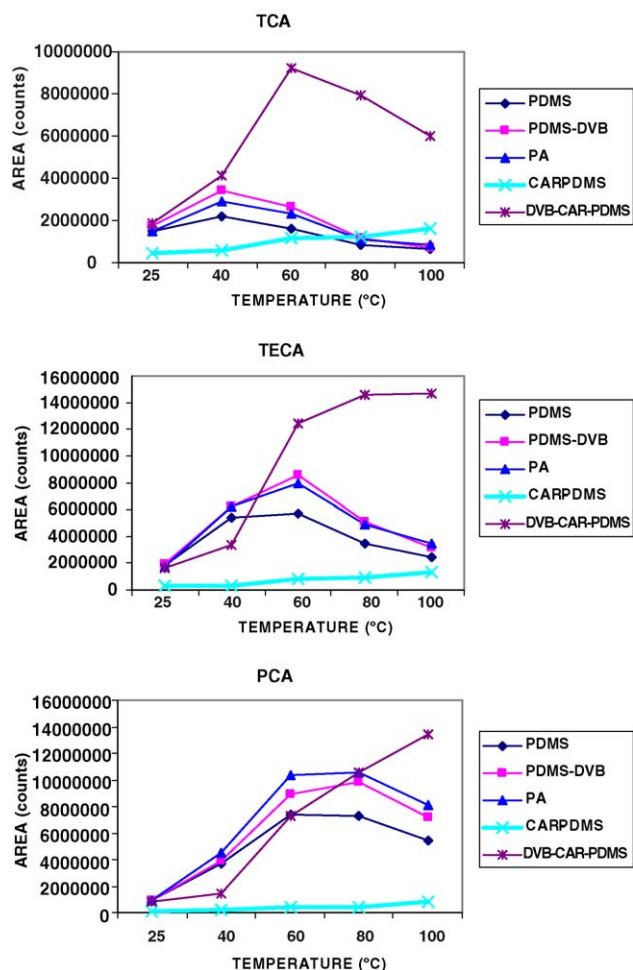 TCA
AREA (counts)
10000000
8000000
6000000
4000000
2000000
0
25 40 60 80 100
TEMPERATURE (ºC)
PDMS
PDMS-DVB
PA
CARPDMS
DVB-CAR-PDMS
TECA
AREA (counts)
16000000
14000000
12000000
10000000
8000000
6000000
4000000
2000000
0
25 40 60 80 100
TEMPERATURE (ºC)
PDMS
PDMS-DVB
PA
CARPDMS
DVB-CAR-PDMS
PCA
AREA (counts)
16000000
14000000
12000000
10000000
8000000
6000000
4000000
2000000
0
25 40 60 80 100
TEMPERATURE (ºC)
PDMS
PDMS-DVB
PA
CARPDMS
DVB-CAR-PDMS